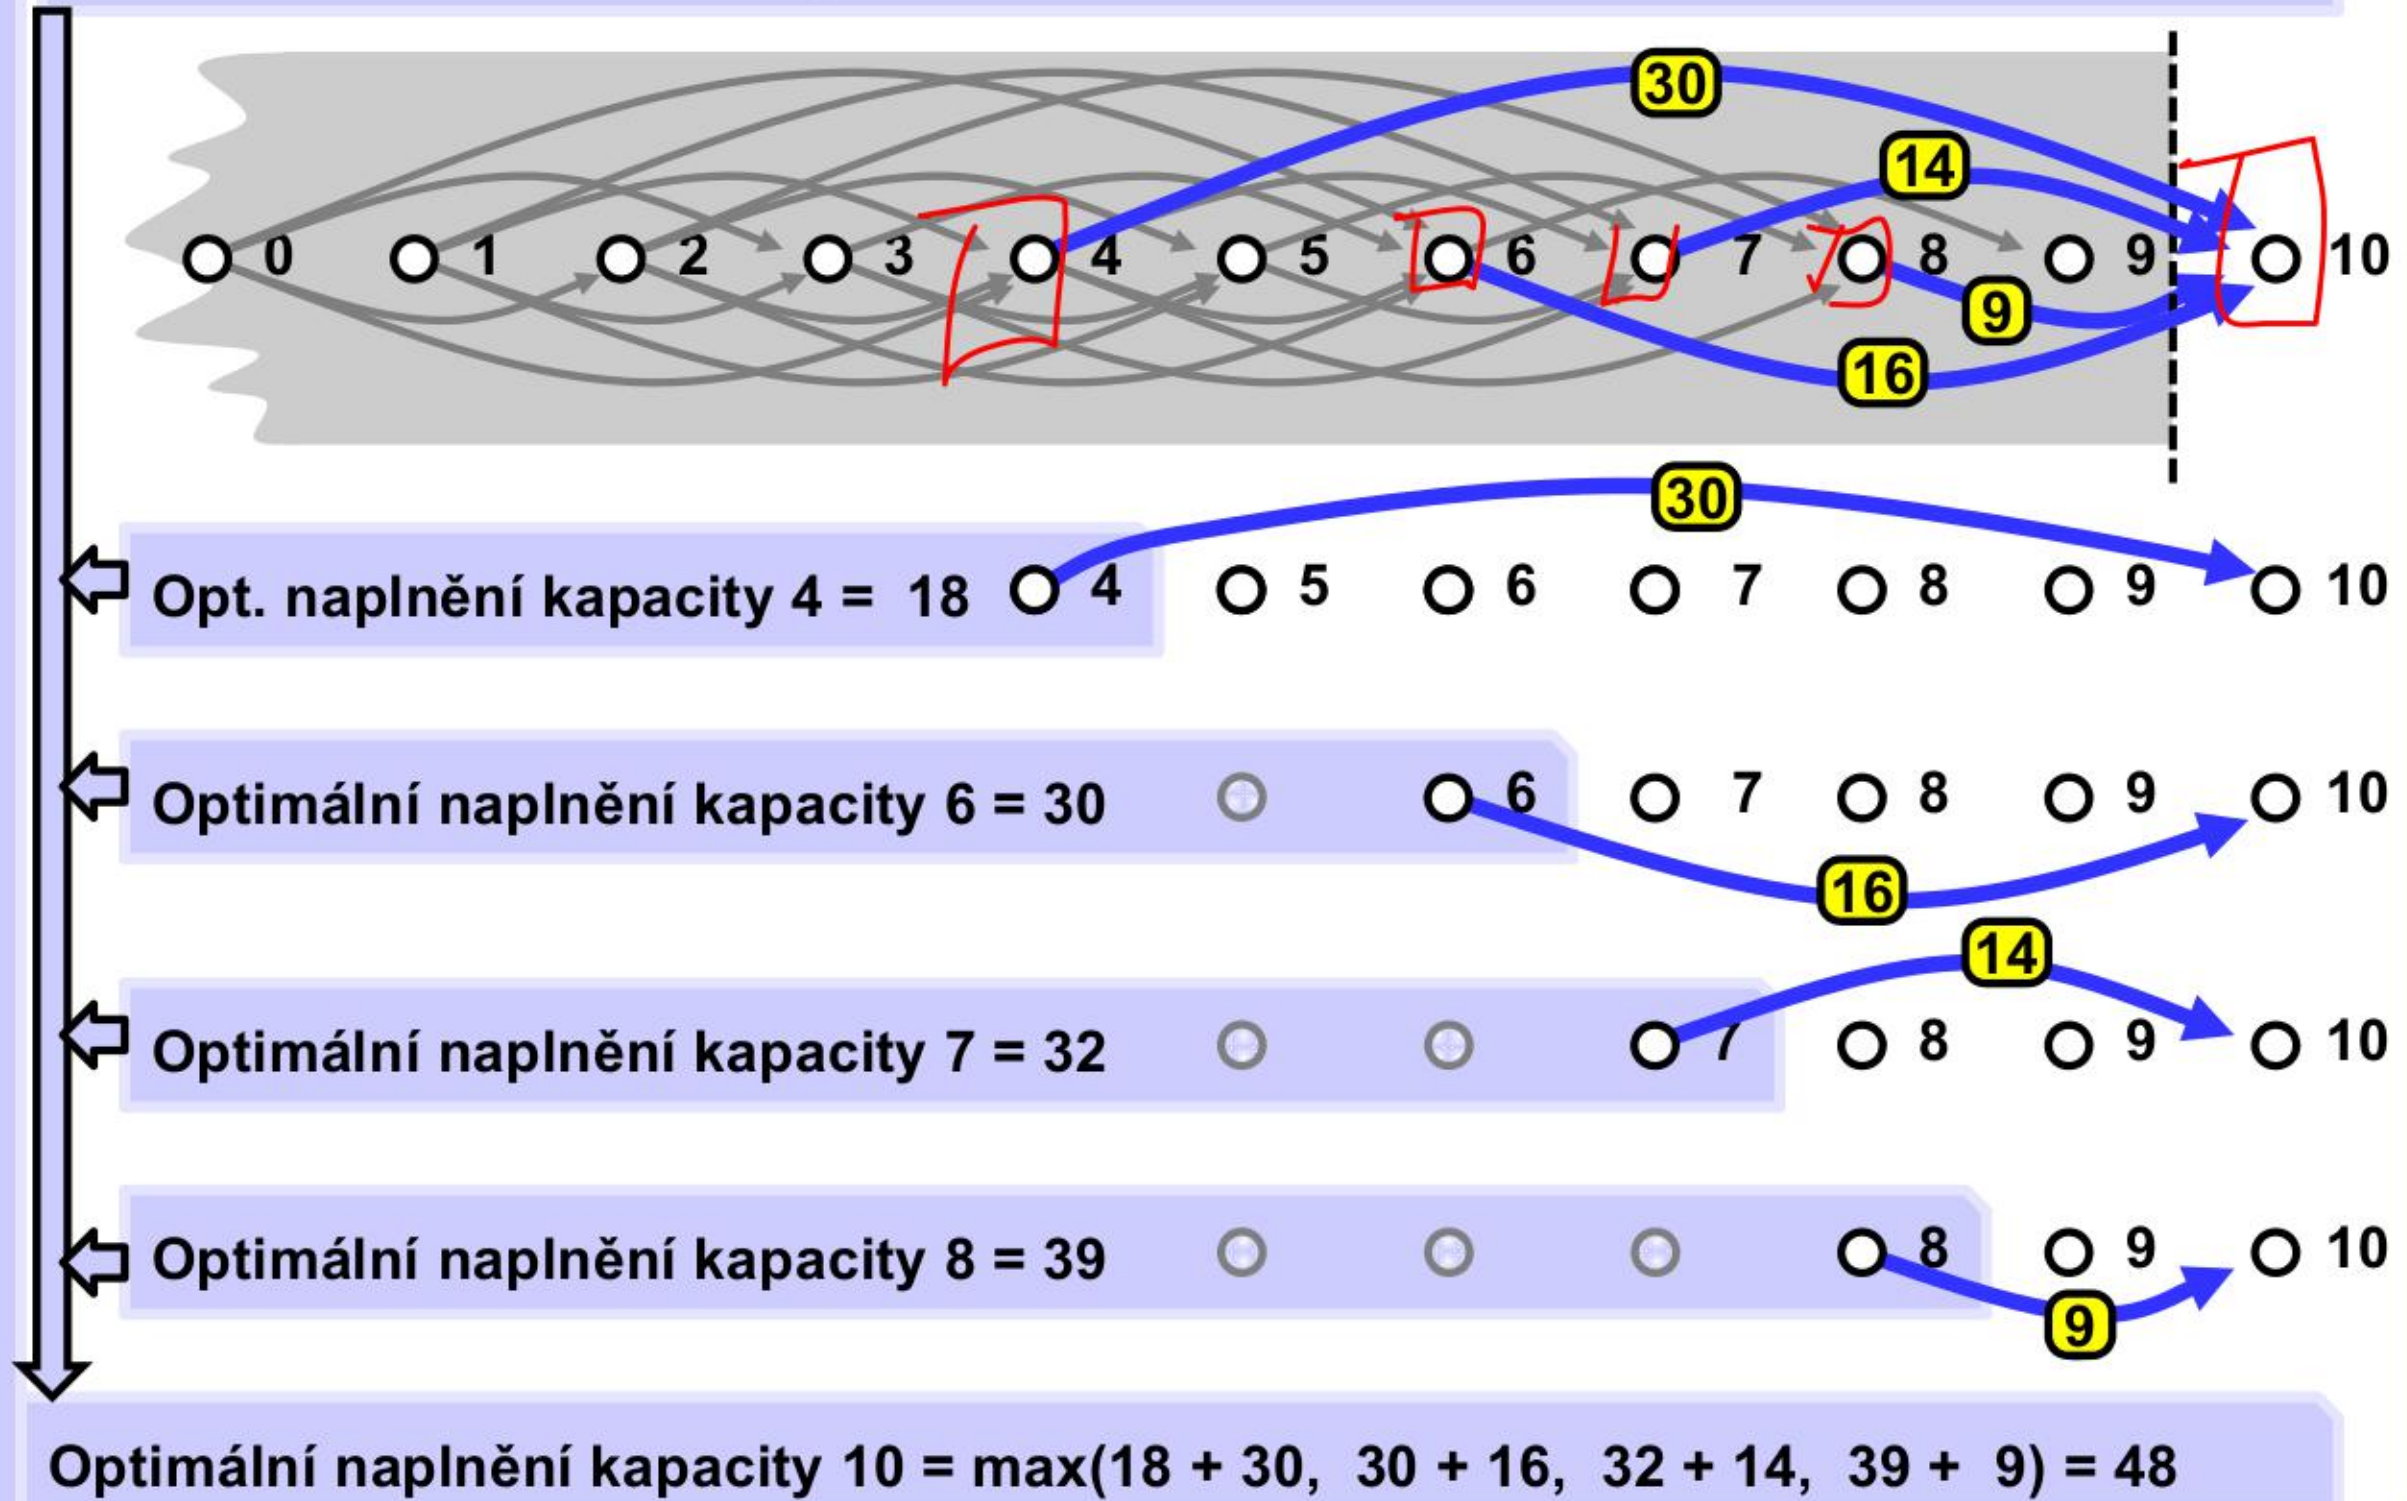 30
14
0 1 2 3 4 5 6 7 8 9 10
9
16
30
Opt. naplnění kapacity 4 = 18 4 5 6 7 8 9 10
Optimální naplnění kapacity 6 = 30 6 7 8 9 10
16
14
Optimální naplnění kapacity 7 = 32 7 8 9 10
Optimální naplnění kapacity 8 = 39 8 9 10
9
Optimální naplnění kapacity 10 = max(18 + 30, 30 + 16, 32 + 14, 39 + 9) = 48